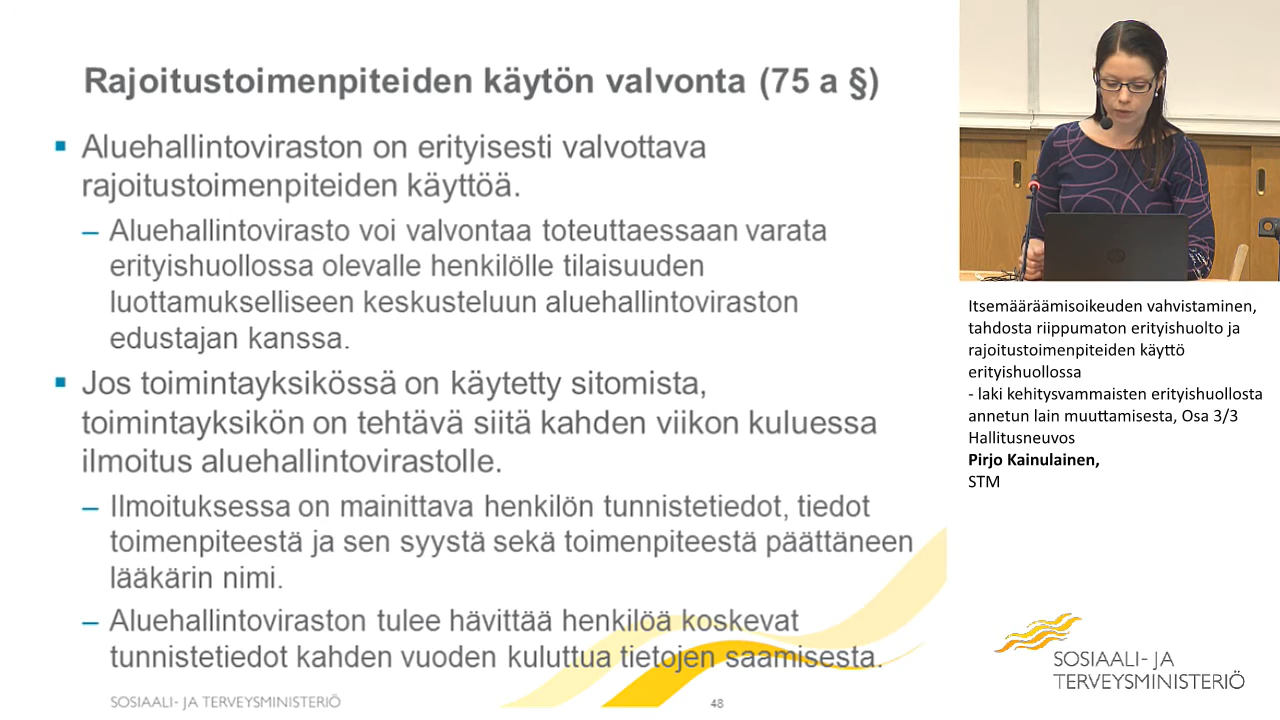 Rajoitustoimenpiteiden käytön valvonta (75 a §)
Aluehallintoviraston on erityisesti valvottava
rajoitustoimenpiteiden käyttöä.
– Aluehallintovirasto voi valvontaa toteuttaessaan varata
erityishuollossa olevalle henkilölle tilaisuuden
luottamukselliseen keskusteluun aluehallintoviraston
edustajan kanssa.
Jos toimintayksikössä on käytetty sitomista,
toimintayksikön on tehtävä siitä kahden viikon kuluessa
ilmoitus aluehallintovirastolle.
– Ilmoituksessa on mainittava henkilön tunnistetiedot, tiedot
toimenpiteestä ja sen syystä sekä toimenpiteestä päättäneen
lääkärin nimi.
– Aluehallintoviraston tulee hävittää henkilöä koskevat
tunnistetiedot kahden vuoden kuluttua tietojen saamisesta.
SOSIAALI- JA TERVEYSMINISTERIÖ
48
Itsemääräämisoikeuden vahvistaminen,
tahdosta riippumaton erityishuolto ja
rajoitustoimenpiteiden käyttö
erityishuollossa
- laki kehitysvammaisten erityishuollosta
annetun lain muuttamisesta, Osa 3/3
Hallitusneuvos
Pirjo Kainulainen,
STM
SOSIAALI- JA
TERVEYSMINISTERIÖ